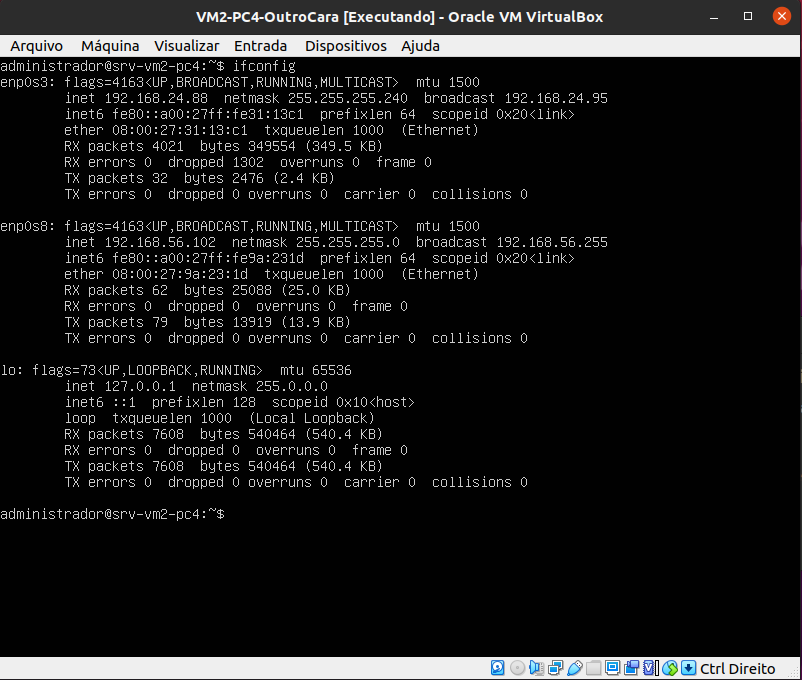 VM2-PC4-OutroCara [Executando] - Oracle VM VirtualBox
Arquivo Máquina Visualizar Entrada Dispositivos Ajuda
administrador@srv-vm2-pc4:~$ ifconfig
enp0s3: flags=4163<UP,BROADCAST,RUNNING,MULTICAST>  mtu 1500
        inet 192.168.24.88  netmask 255.255.255.240  broadcast 192.168.24.95
        inet6 fe80::a00:27ff:fe31:13c1  prefixlen 64  scopeid 0x20<link>
        ether 08:00:27:31:13:c1  txqueuelen 1000  (Ethernet)
        RX packets 4021  bytes 349554 (349.5 KB)
        RX errors 0  dropped 1302  overruns 0  frame 0
        TX packets 32  bytes 2476 (2.4 KB)
        TX errors 0  dropped 0 overruns 0  carrier 0  collisions 0
enp0s8: flags=4163<UP,BROADCAST,RUNNING,MULTICAST>  mtu 1500
        inet 192.168.56.102  netmask 255.255.255.0  broadcast 192.168.56.255
        inet6 fe80::a00:27ff:fe9a:231d  prefixlen 64  scopeid 0x20<link>
        ether 08:00:27:9a:23:1d  txqueuelen 1000  (Ethernet)
        RX packets 62  bytes 25088 (25.0 KB)
        RX errors 0  dropped 0  overruns 0  frame 0
        TX packets 79  bytes 13919 (13.9 KB)
        TX errors 0  dropped 0 overruns 0  carrier 0  collisions 0
lo: flags=73<UP,LOOPBACK,RUNNING>  mtu 65536
        inet 127.0.0.1  netmask 255.0.0.0
        inet6 ::1  prefixlen 128  scopeid 0x10<host>
        loop  txqueuelen 1000  (Local Loopback)
        RX packets 7608  bytes 540464 (540.4 KB)
        RX errors 0  dropped 0  overruns 0  frame 0
        TX packets 7608  bytes 540464 (540.4 KB)
        TX errors 0  dropped 0 overruns 0  carrier 0  collisions 0
administrador@srv-vm2-pc4:~$
Ctrl Direito